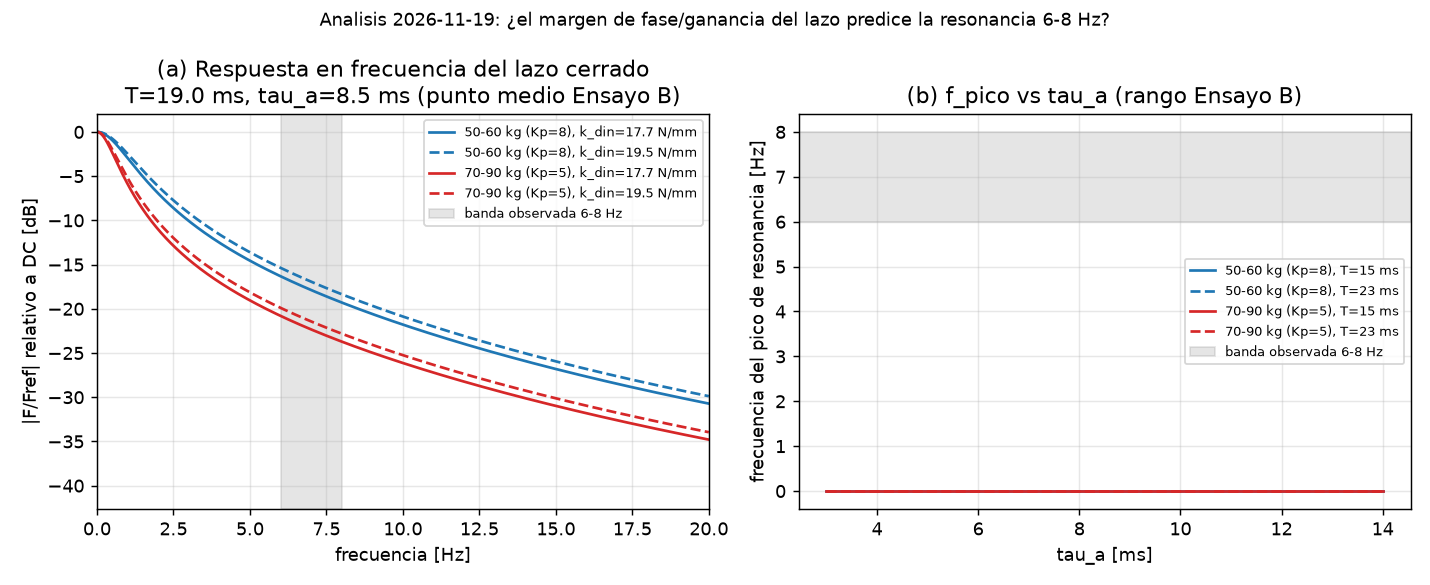 Analisis 2026-11-19: ¿el margen de fase/ganancia del lazo predice la resonancia 6-8 Hz?
(a) Respuesta en frecuencia del lazo cerrado
T=19.0 ms, tau_a=8.5 ms (punto medio Ensayo B)
|F/Fref| relativo a DC [dB]
0
−5
−10
−15
−20
−25
−30
−35
−40
50-60 kg (Kp=8), k_din=17.7 N/mm
50-60 kg (Kp=8), k_din=19.5 N/mm
70-90 kg (Kp=5), k_din=17.7 N/mm
70-90 kg (Kp=5), k_din=19.5 N/mm
banda observada 6-8 Hz
0.0 2.5 5.0 7.5 10.0 12.5 15.0 17.5 20.0
frecuencia [Hz]
(b) f_pico vs tau_a (rango Ensayo B)
frecuencia del pico de resonancia [Hz]
8
7
6
5
4
3
2
1
0
50-60 kg (Kp=8), T=15 ms
50-60 kg (Kp=8), T=23 ms
70-90 kg (Kp=5), T=15 ms
70-90 kg (Kp=5), T=23 ms
banda observada 6-8 Hz
4 6 8 10 12 14
tau_a [ms]